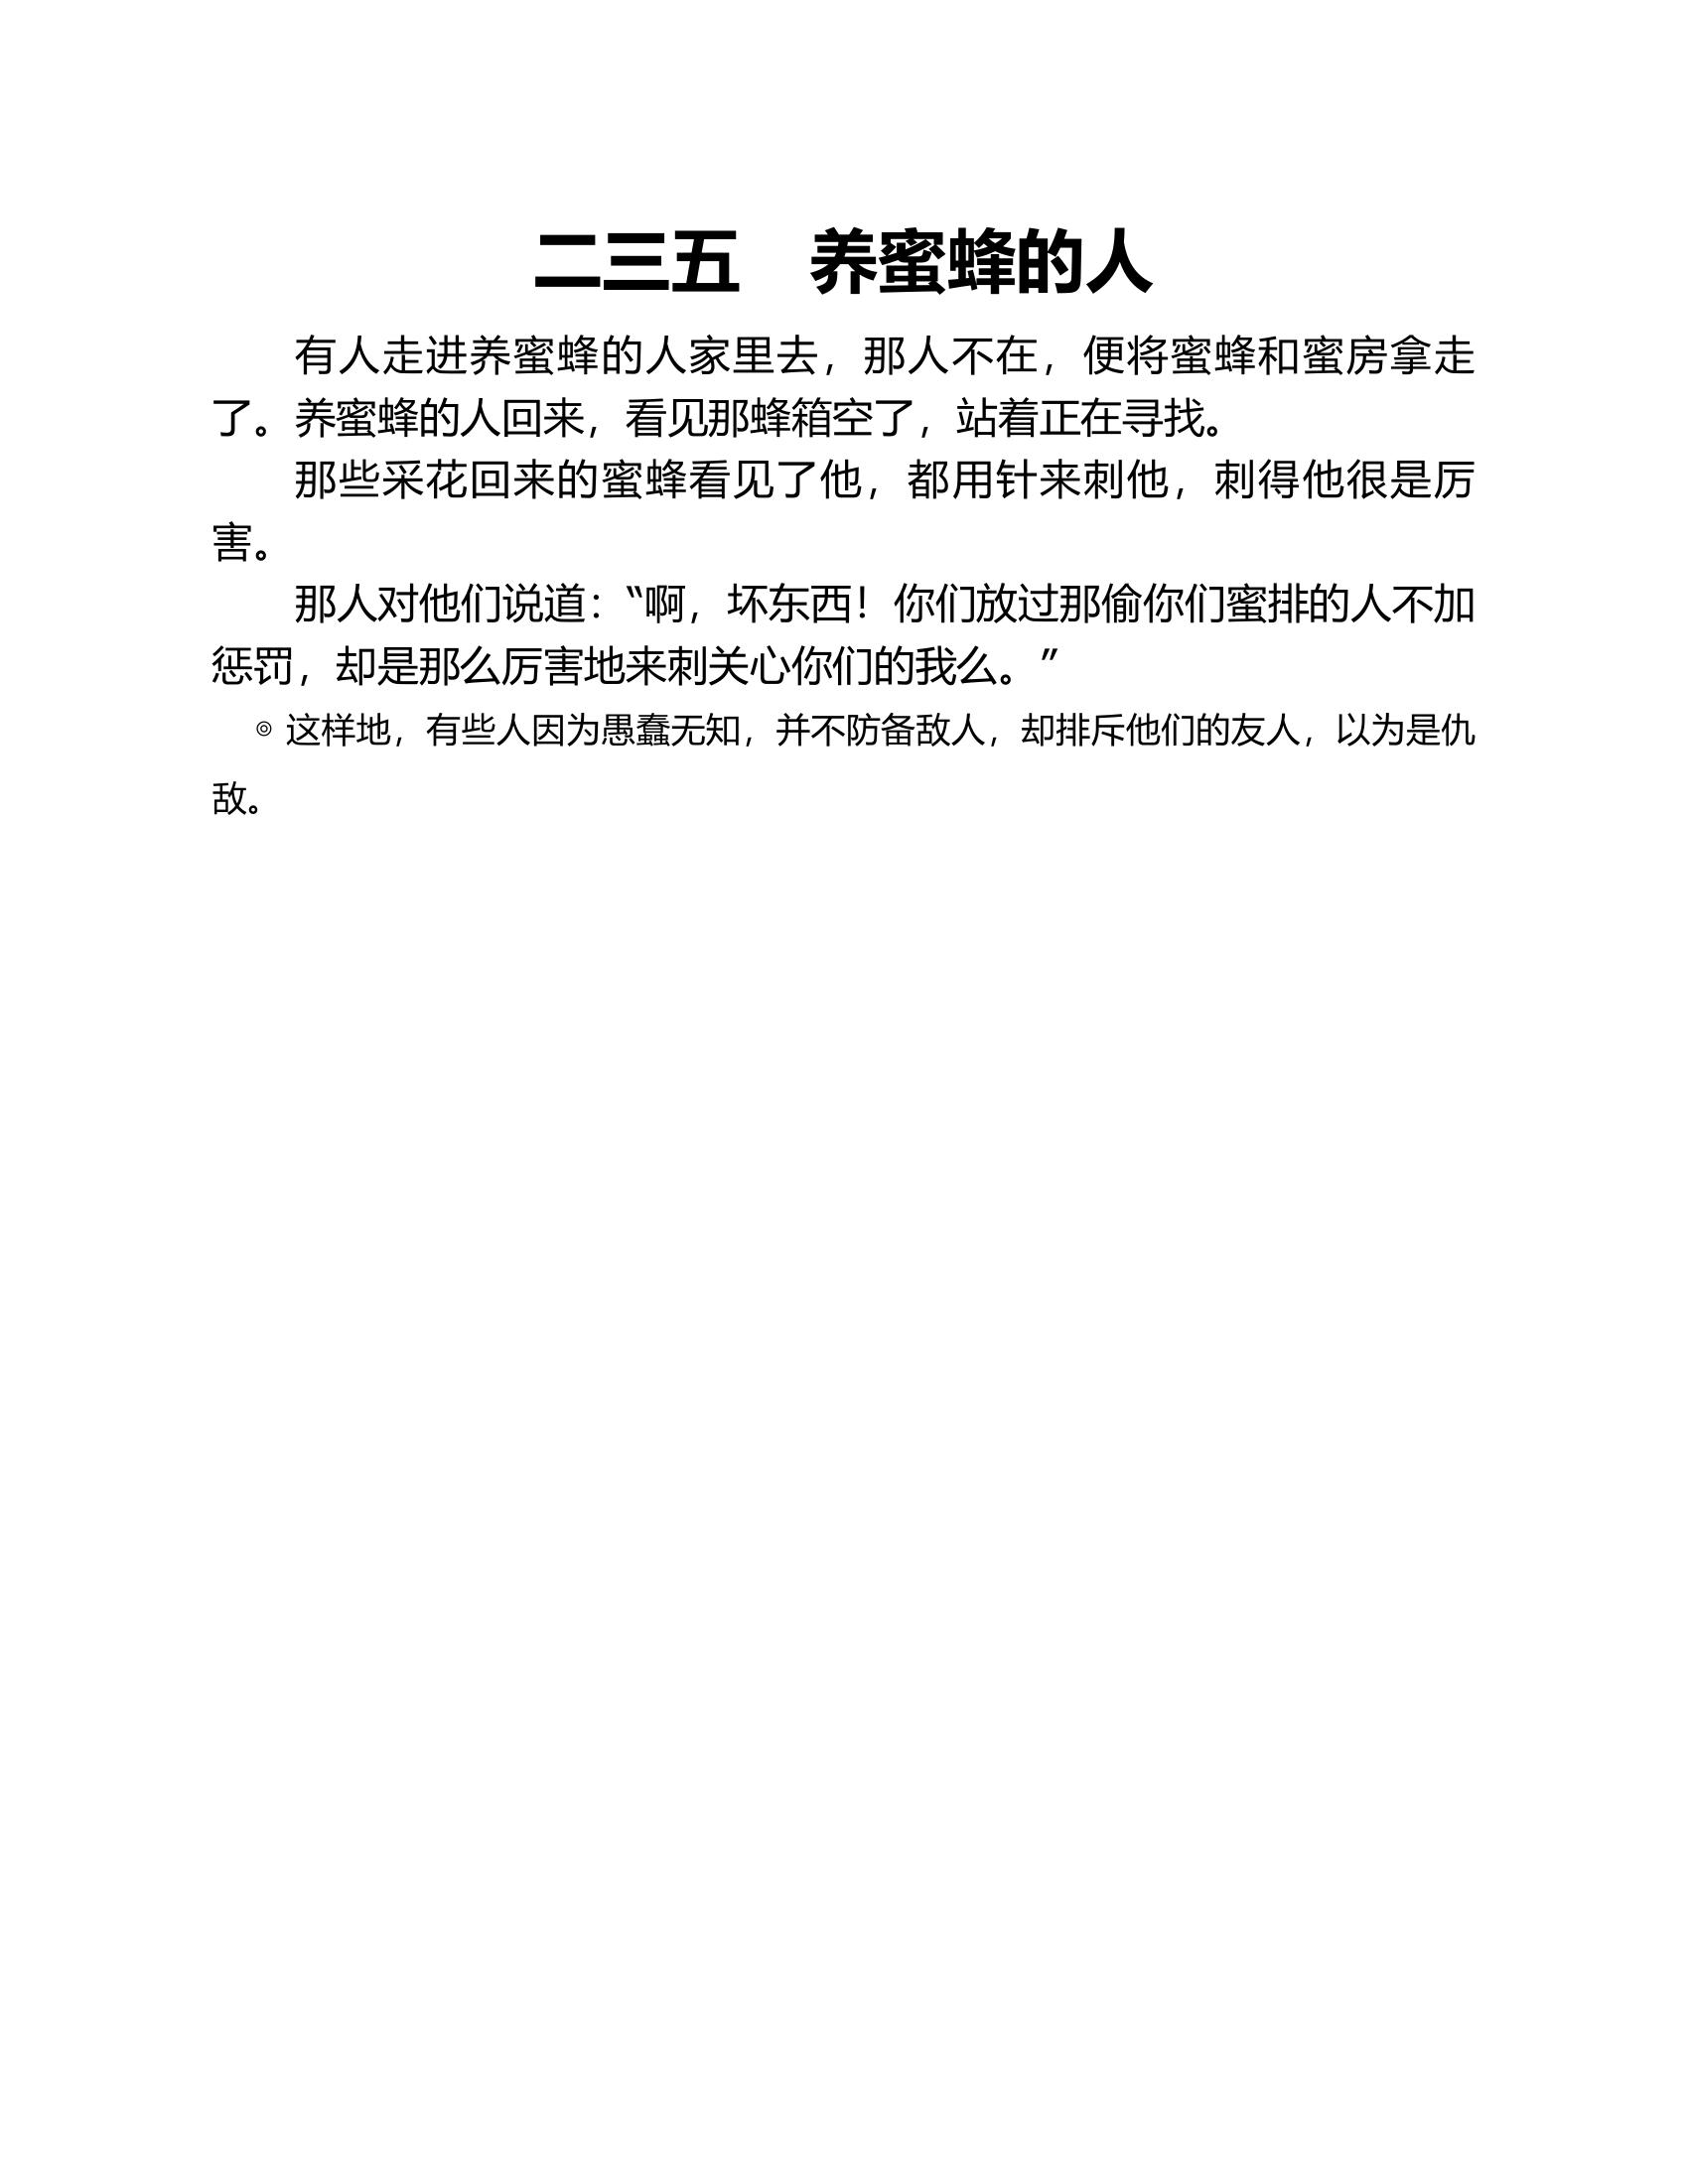 二三五　养蜜蜂的人
有人走进养蜜蜂的人家里去，那人不在，便将蜜蜂和蜜房拿走
了。养蜜蜂的人回来，看见那蜂箱空了，站着正在寻找。
那些采花回来的蜜蜂看见了他，都用针来刺他，刺得他很是厉
害。
那人对他们说道：“啊，坏东西！你们放过那偷你们蜜排的人不加
惩罚，却是那么厉害地来刺关心你们的我么。”
⊙ 这样地，有些人因为愚蠢无知，并不防备敌人，却排斥他们的友人，以为是仇
敌。